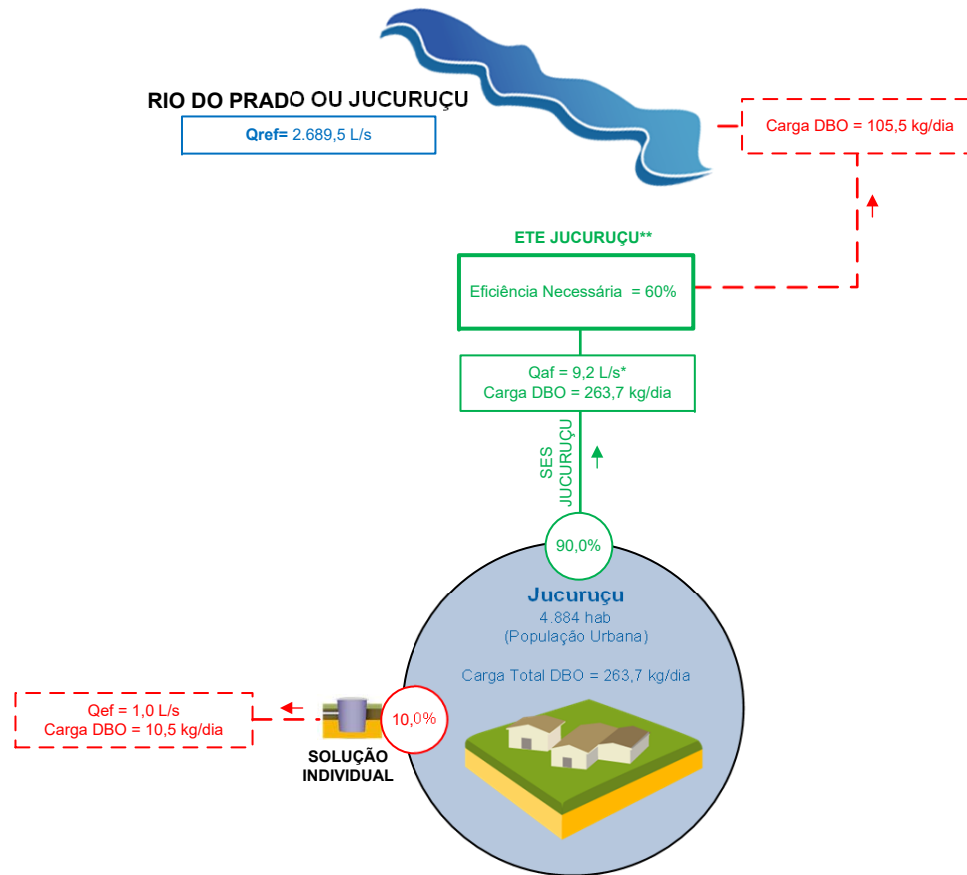 RIO DO PRADO OU JUCURUÇU
Qref= 2.689,5 L/s
Carga DBO = 105,5 kg/dia
ETE JUCURUÇU**
Eficiência Necessária = 60%
Qaf = 9,2 L/s*
Carga DBO = 263,7 kg/dia
SES
JUCURUÇU
90,0%
Jucuruçu
4.884 hab
(População Urbana)
Carga Total DBO = 263,7 kg/dia
10,0%
Qef = 1,0 L/s
Carga DBO = 10,5 kg/dia
SOLUÇÃO
INDIVIDUAL